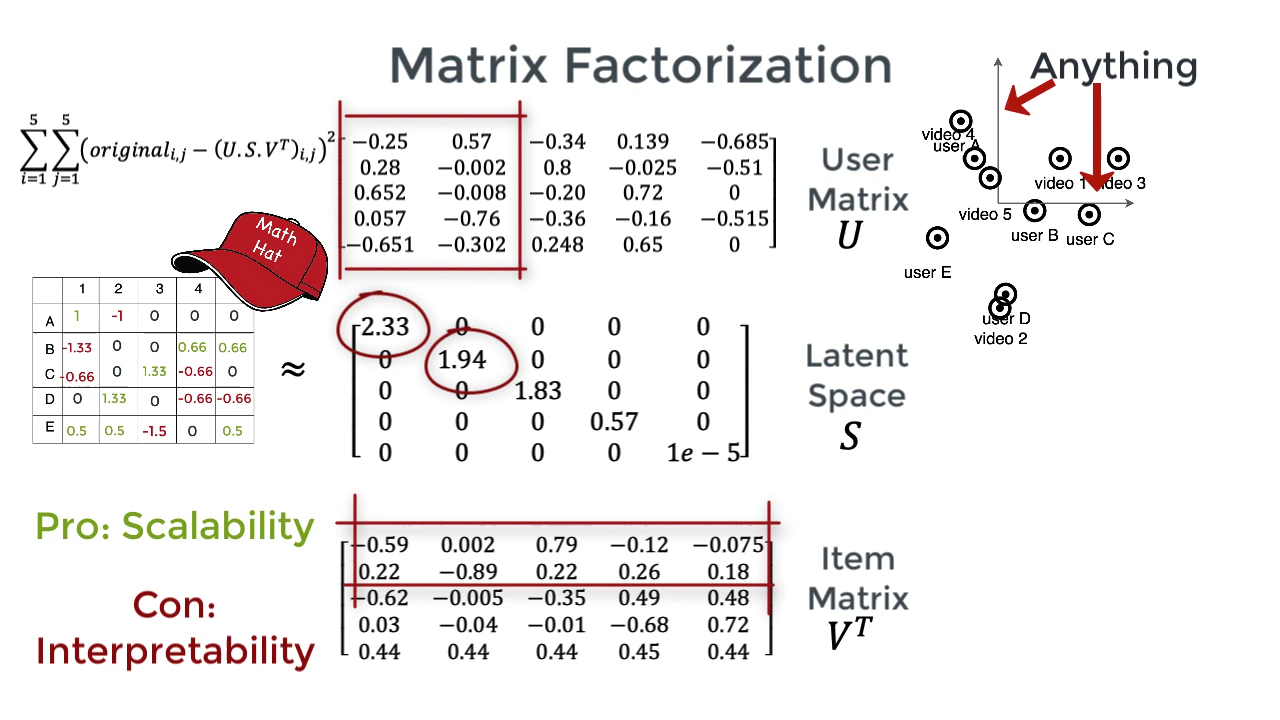 Matrix Factorization
Anything
5 5
∑ ∑ (original_{i,j} − (U.S.V^T)_{i,j})^2
i=1 j=1
Math
Hat
1 2 3 4
A 1 -1 0 0 0
B -1.33 0 0 0.66 0.66
C -0.66 0 1.33 -0.66 0
D 0 1.33 0 -0.66 -0.66
E 0.5 0.5 -1.5 0 0.5
≈
−0.25 0.57 −0.34 0.139 −0.685
0.28 −0.002 0.8 −0.025 −0.51
0.652 −0.008 −0.20 0.72 0
0.057 −0.76 −0.36 −0.16 −0.515
−0.651 −0.302 0.248 0.65 0
User
Matrix
U
2.33 0 0 0 0
0 1.94 0 0 0
0 0 1.83 0 0
0 0 0 0.57 0
0 0 0 0 1e − 5
Latent
Space
S
−0.59 0.002 0.79 −0.12 −0.075
0.22 −0.89 0.22 0.26 0.18
−0.62 −0.005 −0.35 0.49 0.48
0.03 −0.04 −0.01 −0.68 0.72
0.44 0.44 0.44 0.45 0.44
Item
Matrix
V^T
Pro: Scalability
Con:
Interpretability
video 4
user A
video 1
video 3
video 5
user B
user C
user E
user D
video 2